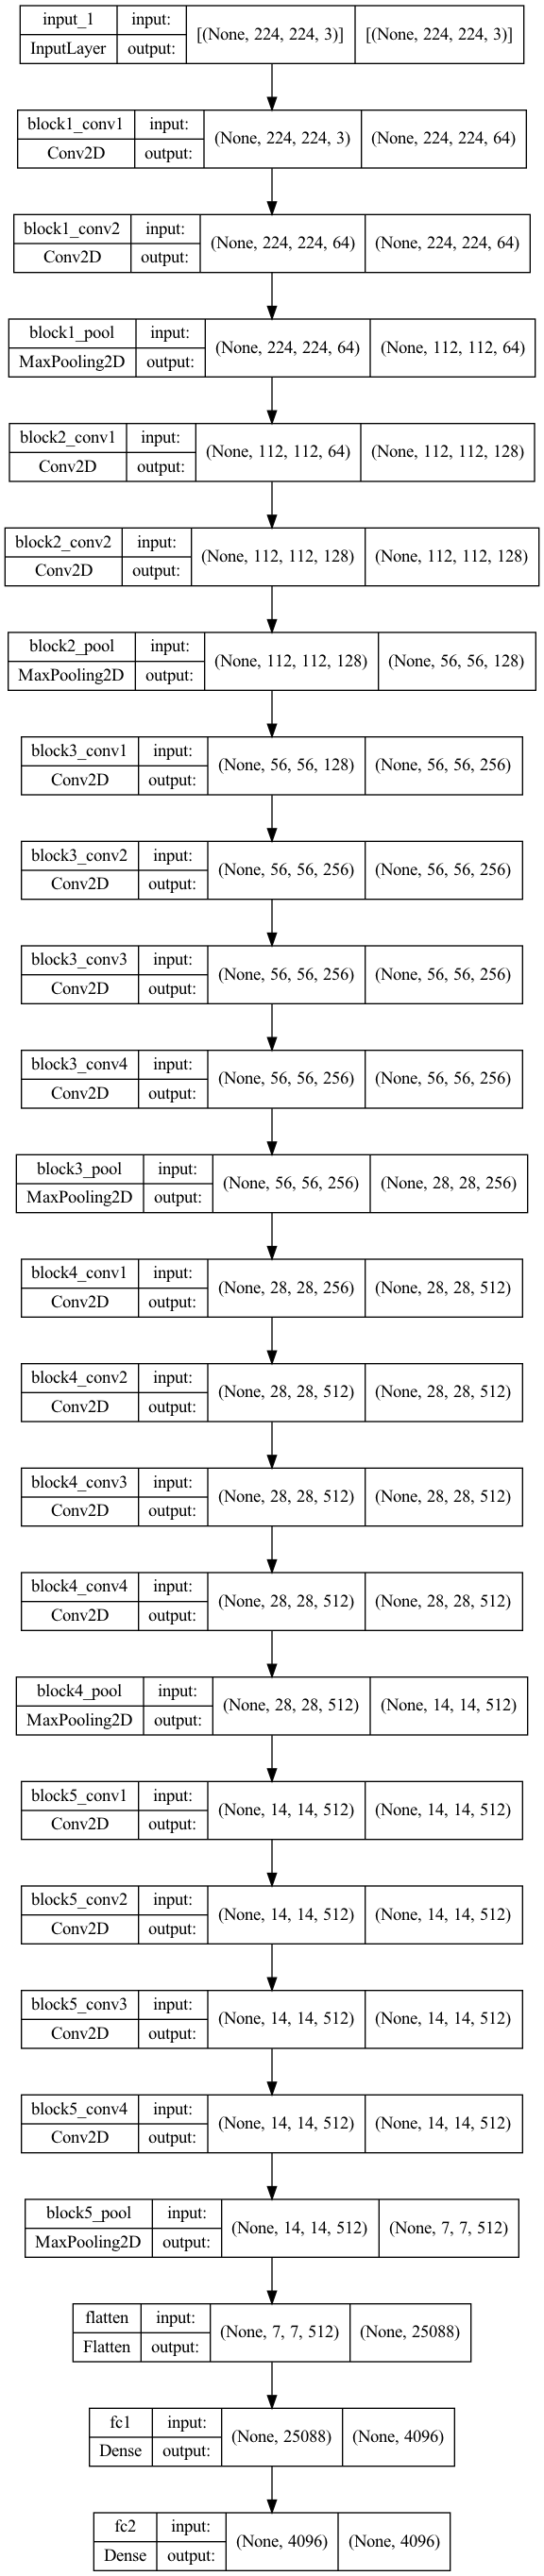 input_1 input: [(None, 224, 224, 3)] [(None, 224, 224, 3)]
InputLayer output:
block1_conv1 input: (None, 224, 224, 3) (None, 224, 224, 64)
Conv2D output:
block1_conv2 input: (None, 224, 224, 64) (None, 224, 224, 64)
Conv2D output:
block1_pool input: (None, 224, 224, 64) (None, 112, 112, 64)
MaxPooling2D output:
block2_conv1 input: (None, 112, 112, 64) (None, 112, 112, 128)
Conv2D output:
block2_conv2 input: (None, 112, 112, 128) (None, 112, 112, 128)
Conv2D output:
block2_pool input: (None, 112, 112, 128) (None, 56, 56, 128)
MaxPooling2D output:
block3_conv1 input: (None, 56, 56, 128) (None, 56, 56, 256)
Conv2D output:
block3_conv2 input: (None, 56, 56, 256) (None, 56, 56, 256)
Conv2D output:
block3_conv3 input: (None, 56, 56, 256) (None, 56, 56, 256)
Conv2D output:
block3_conv4 input: (None, 56, 56, 256) (None, 56, 56, 256)
Conv2D output:
block3_pool input: (None, 56, 56, 256) (None, 28, 28, 256)
MaxPooling2D output:
block4_conv1 input: (None, 28, 28, 256) (None, 28, 28, 512)
Conv2D output:
block4_conv2 input: (None, 28, 28, 512) (None, 28, 28, 512)
Conv2D output:
block4_conv3 input: (None, 28, 28, 512) (None, 28, 28, 512)
Conv2D output:
block4_conv4 input: (None, 28, 28, 512) (None, 28, 28, 512)
Conv2D output:
block4_pool input: (None, 28, 28, 512) (None, 14, 14, 512)
MaxPooling2D output:
block5_conv1 input: (None, 14, 14, 512) (None, 14, 14, 512)
Conv2D output:
block5_conv2 input: (None, 14, 14, 512) (None, 14, 14, 512)
Conv2D output:
block5_conv3 input: (None, 14, 14, 512) (None, 14, 14, 512)
Conv2D output:
block5_conv4 input: (None, 14, 14, 512) (None, 14, 14, 512)
Conv2D output:
block5_pool input: (None, 14, 14, 512) (None, 7, 7, 512)
MaxPooling2D output:
flatten input: (None, 7, 7, 512) (None, 25088)
Flatten output:
fc1 input: (None, 25088) (None, 4096)
Dense output:
fc2 input: (None, 4096) (None, 4096)
Dense output: